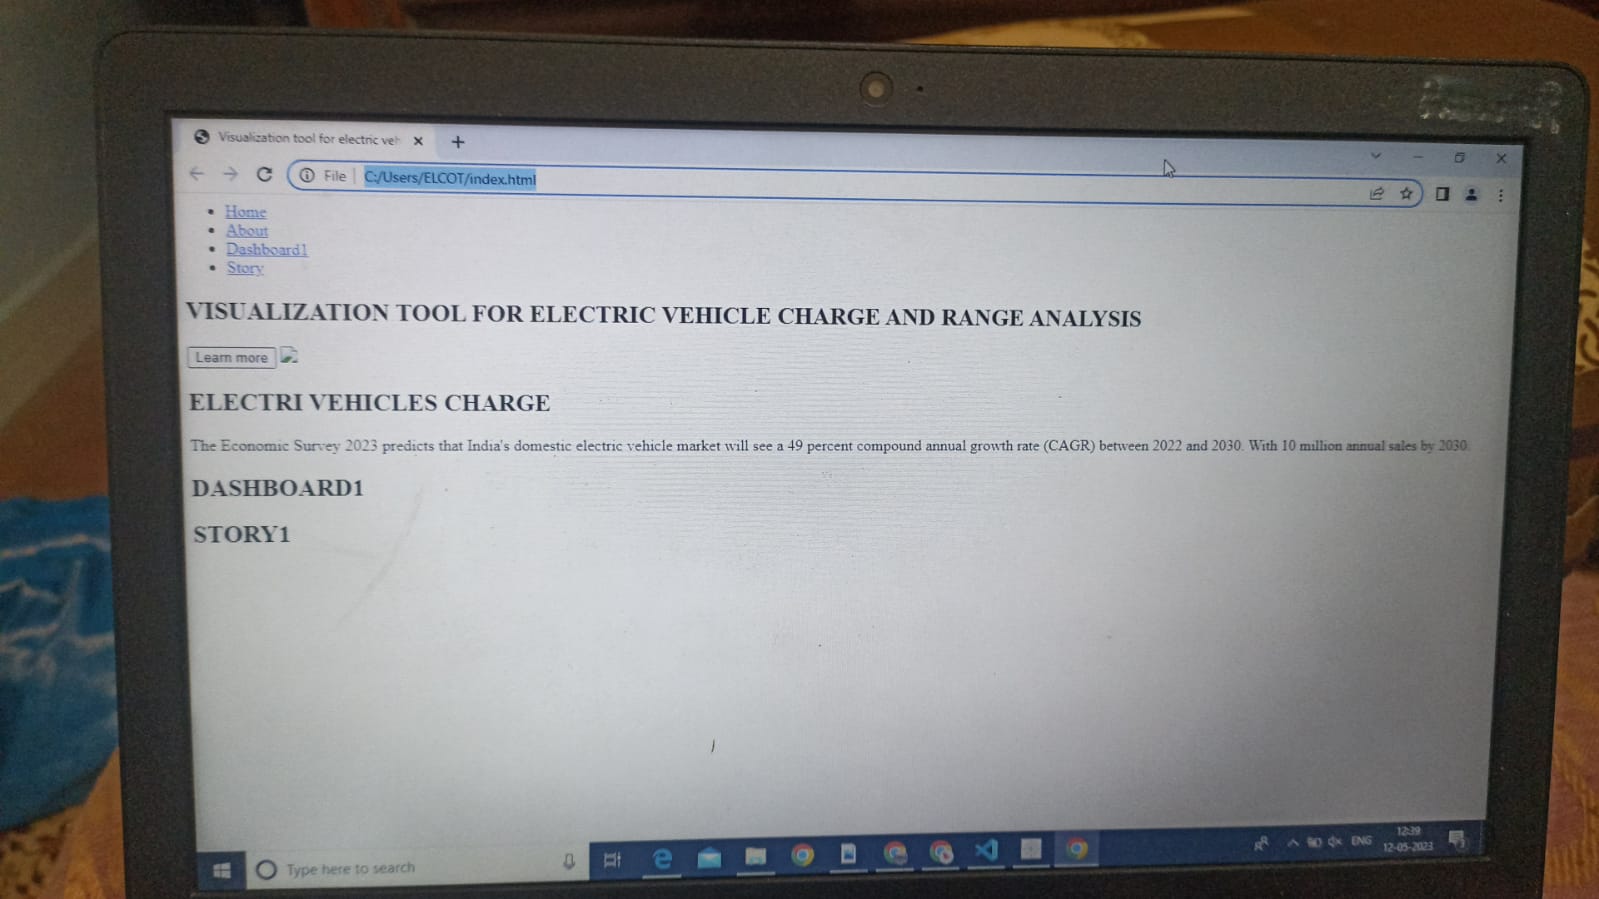 Visualization tool for electric veh
File
C:/Users/ELCOT/index.html
Home
About
Dashboard1
Story
VISUALIZATION TOOL FOR ELECTRIC VEHICLE CHARGE AND RANGE ANALYSIS
Learn more
ELECTRI VEHICLES CHARGE
The Economic Survey 2023 predicts that India's domestic electric vehicle market will see a 49 percent compound annual growth rate (CAGR) between 2022 and 2030. With 10 million annual sales by 2030.
DASHBOARD1
STORY1
Type here to search
ENG
12:39
12-05-2023